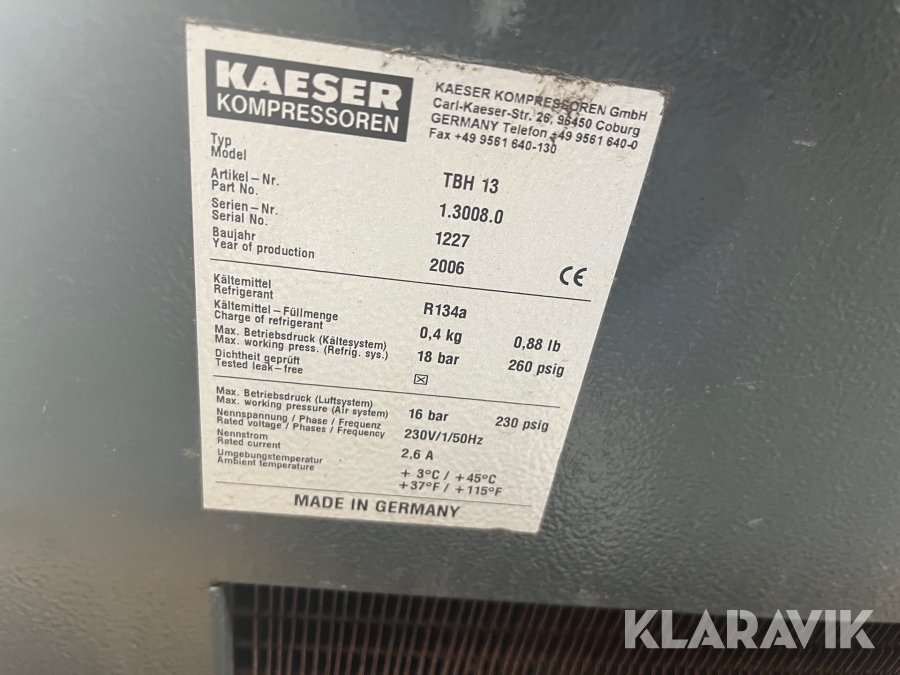 KAESER
KOMPRESSOREN
KAESER KOMPRESSOREN GmbH
Carl-Kaeser-Str. 26, 96450 Coburg
GERMANY Telefon +49 9561 640-0
Fax +49 9561 640-130
Typ
Model TBH 13
Artikel-Nr.
Part No. 1.3008.0
Serien-Nr.
Serial No. 1227
Baujahr
Year of production 2006
CE
Kältemittel
Refrigerant R134a
Kältemittel-Füllmenge
Charge of refrigerant 0,4 kg 0,88 lb
Max. Betriebsdruck (Kältesystem)
Max. working press. (Refrig. sys.) 18 bar 260 psig
Dichtheit geprüft
Tested leak-free ☒
Max. Betriebsdruck (Luftsystem)
Max. working pressure (Air system) 16 bar 230 psig
Nennspannung / Phase / Frequenz
Rated voltage / Phases / Frequency 230V/1/50Hz
Nennstrom
Rated current 2,6 A
Umgebungstemperatur
Ambient temperature + 3°C / +45°C
+37°F / +115°F
MADE IN GERMANY
KLARAVIK